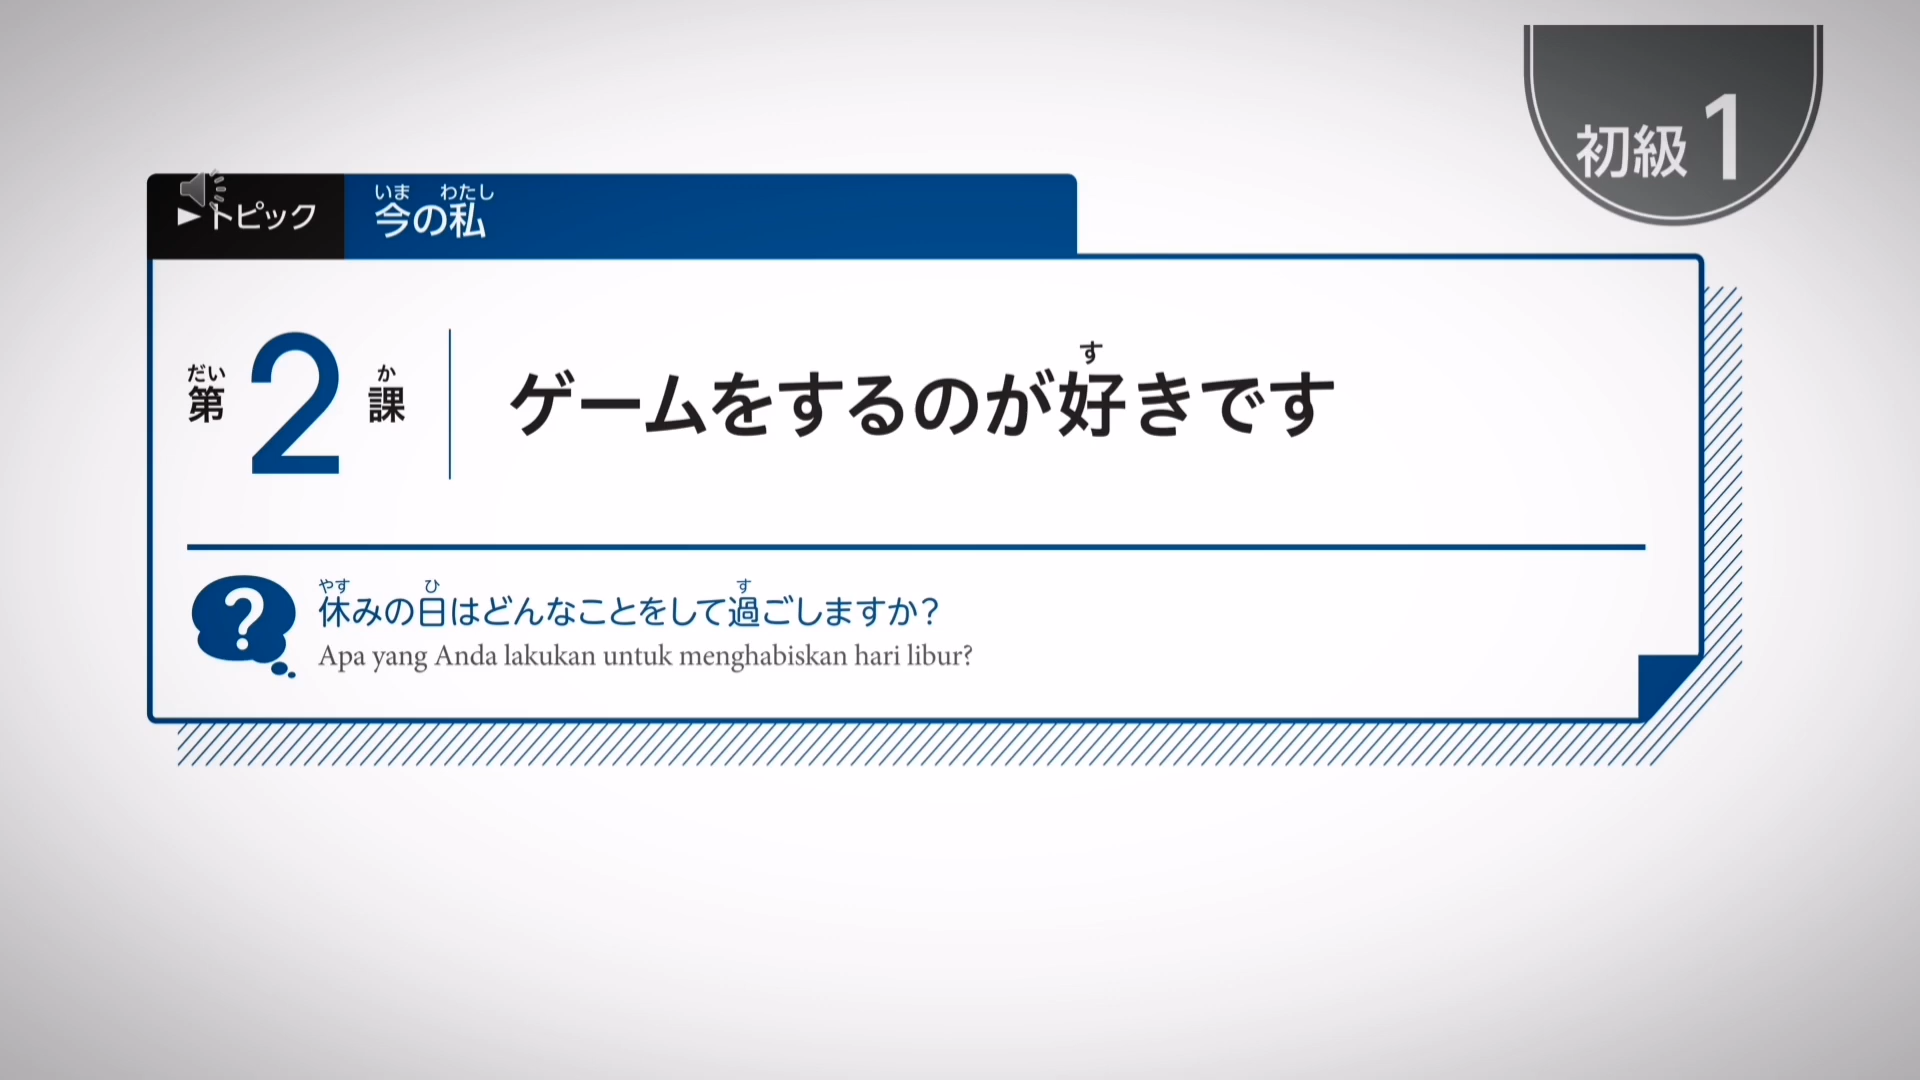 初級1
▶トピック 今の私
いま わたし
第2課 ゲームをするのが好きです
だい か す
休みの日はどんなことをして過ごしますか?
やす ひ す
Apa yang Anda lakukan untuk menghabiskan hari libur?